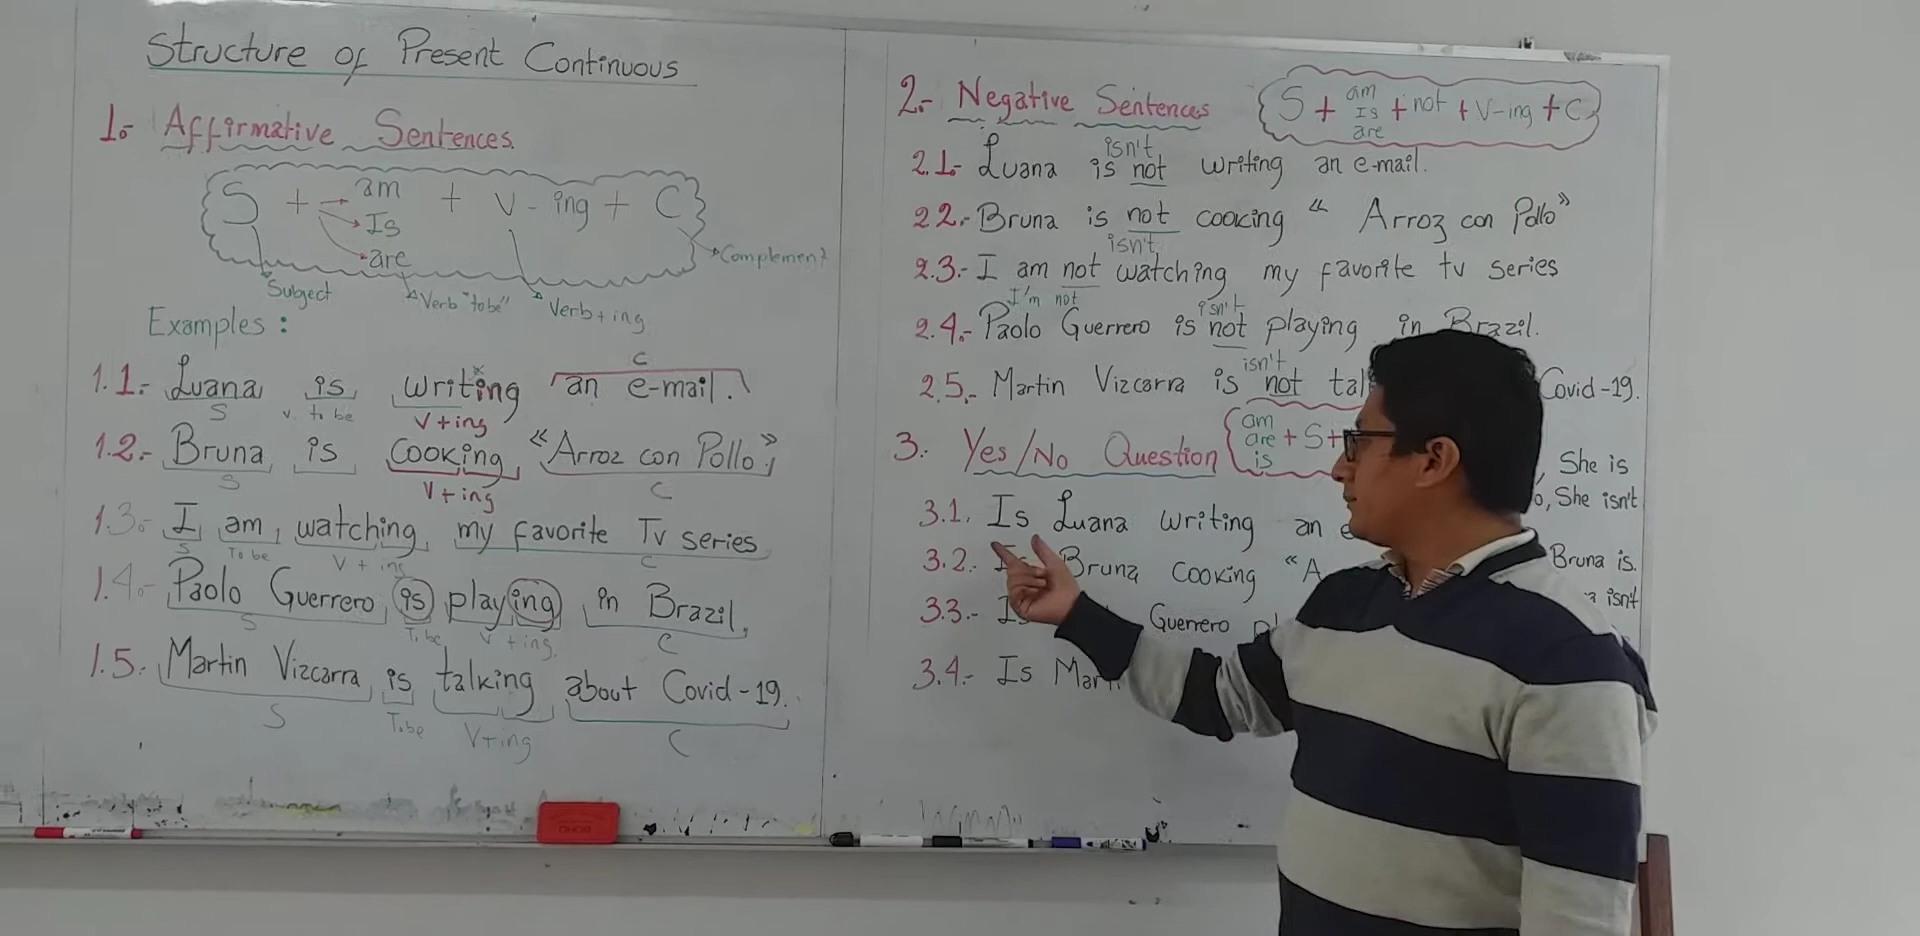 Structure of Present Continuous
1.- Affirmative Sentences.
S + am + V - ing + C
Is
are
Complement
Subject
Verb "to be"
Verb + ing
Examples :
C
1.1.- Luana is writing an e-mail.
S v. to be V + ing
1.2.- Bruna is cooking "Arroz con Pollo".
S V + ing C
1.3.- I am watching my favorite Tv series
S To be V + ing C
1.4.- Paolo Guerrero is playing in Brazil.
S To be V + ing C
1.5.- Martin Vizcarra is talking about Covid-19.
S To be V + ing C
2.- Negative Sentences
S + am + not + V-ing + C
Is
are
isn't
2.1.- Luana is not writing an e-mail.
2.2.- Bruna is not cooking " Arroz con Pollo"
isn't
2.3.- I am not watching my favorite tv series
I'm not isn't
2.4.- Paolo Guerrero is not playing in Brazil.
isn't
2.5.- Martin Vizcarra is not Covid-19.
3.- Yes/No Question
am
are + S +
is
She is
She isn't
3.1. Is Luana writing an
3.2.- Bruna cooking
Bruna is.
isn't
3.3.- Guerrero
3.4.- Is